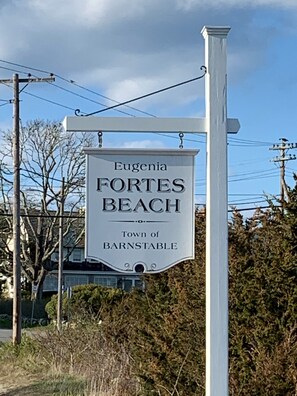 Eugenia
FORTES
BEACH
Town of
BARNSTABLE